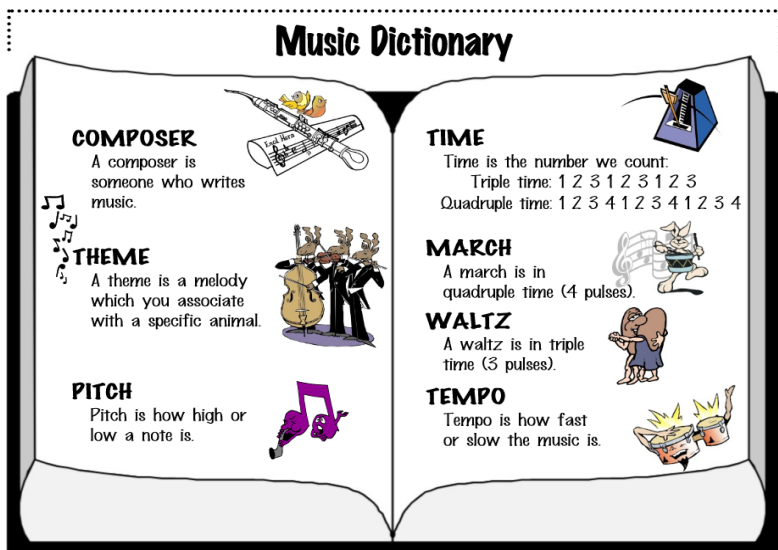 Music Dictionary
COMPOSER
A composer is
someone who writes
music.
THEME
A theme is a melody
which you associate
with a specific animal.
PITCH
Pitch is how high or
low a note is.
TIME
Time is the number we count:
Triple time: 1 2 3 1 2 3 1 2 3
Quadruple time: 1 2 3 4 1 2 3 4 1 2 3 4
MARCH
A march is in
quadruple time (4 pulses).
WALTZ
A waltz is in triple
time (3 pulses).
TEMPO
Tempo is how fast
or slow the music is.